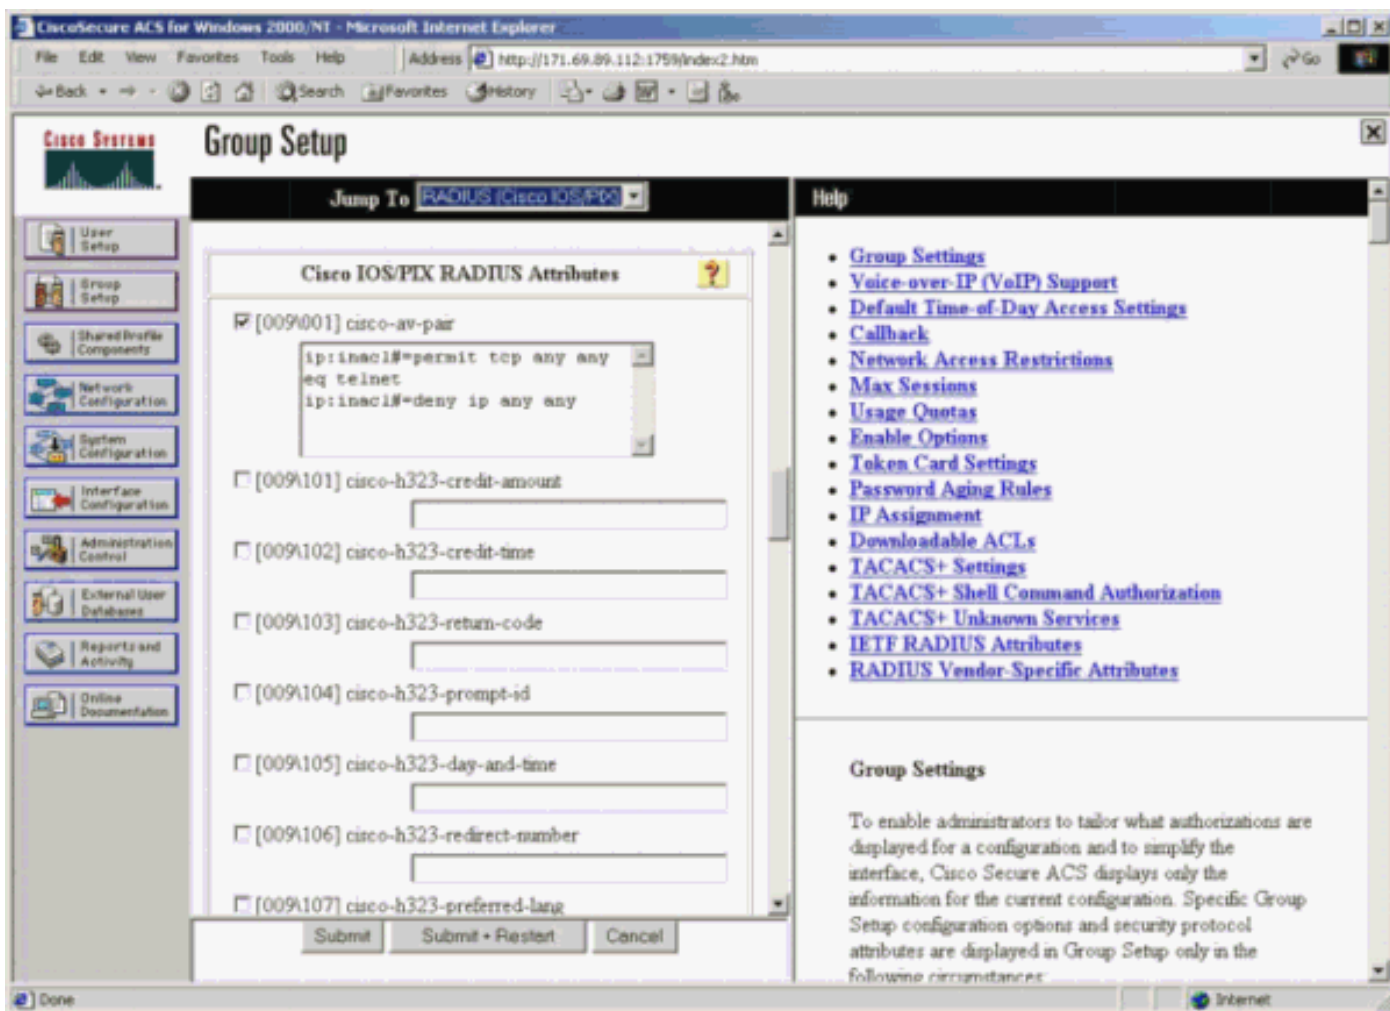 CiscoSecure ACS for Windows 2000/NT - Microsoft Internet Explorer
File Edit View Favorites Tools Help Address http://171.69.89.112:1759/index2.htm Go
Back Search Favorites History
Cisco Systems
Group Setup
Jump To RADIUS (Cisco IOS/PIX)
User
Setup
Group
Setup
Shared Profile
Components
Network
Configuration
System
Configuration
Interface
Configuration
Administration
Control
External User
Databases
Reports and
Activity
Online
Documentation
Cisco IOS/PIX RADIUS Attributes
?
[009\001] cisco-av-pair
ip:inacl#=permit tcp any any
eq telnet
ip:inacl#=deny ip any any
[009\101] cisco-h323-credit-amount
[009\102] cisco-h323-credit-time
[009\103] cisco-h323-return-code
[009\104] cisco-h323-prompt-id
[009\105] cisco-h323-day-and-time
[009\106] cisco-h323-redirect-number
[009\107] cisco-h323-preferred-lang
Submit Submit + Restart Cancel
Help
Group Settings
Voice-over-IP (VoIP) Support
Default Time-of-Day Access Settings
Callback
Network Access Restrictions
Max Sessions
Usage Quotas
Enable Options
Token Card Settings
Password Aging Rules
IP Assignment
Downloadable ACLs
TACACS+ Settings
TACACS+ Shell Command Authorization
TACACS+ Unknown Services
IETF RADIUS Attributes
RADIUS Vendor-Specific Attributes
Group Settings
To enable administrators to tailor what authorizations are
displayed for a configuration and to simplify the
interface, Cisco Secure ACS displays only the
information for the current configuration. Specific Group
Setup configuration options and security protocol
attributes are displayed in Group Setup only in the
following circumstances:
Done
Internet